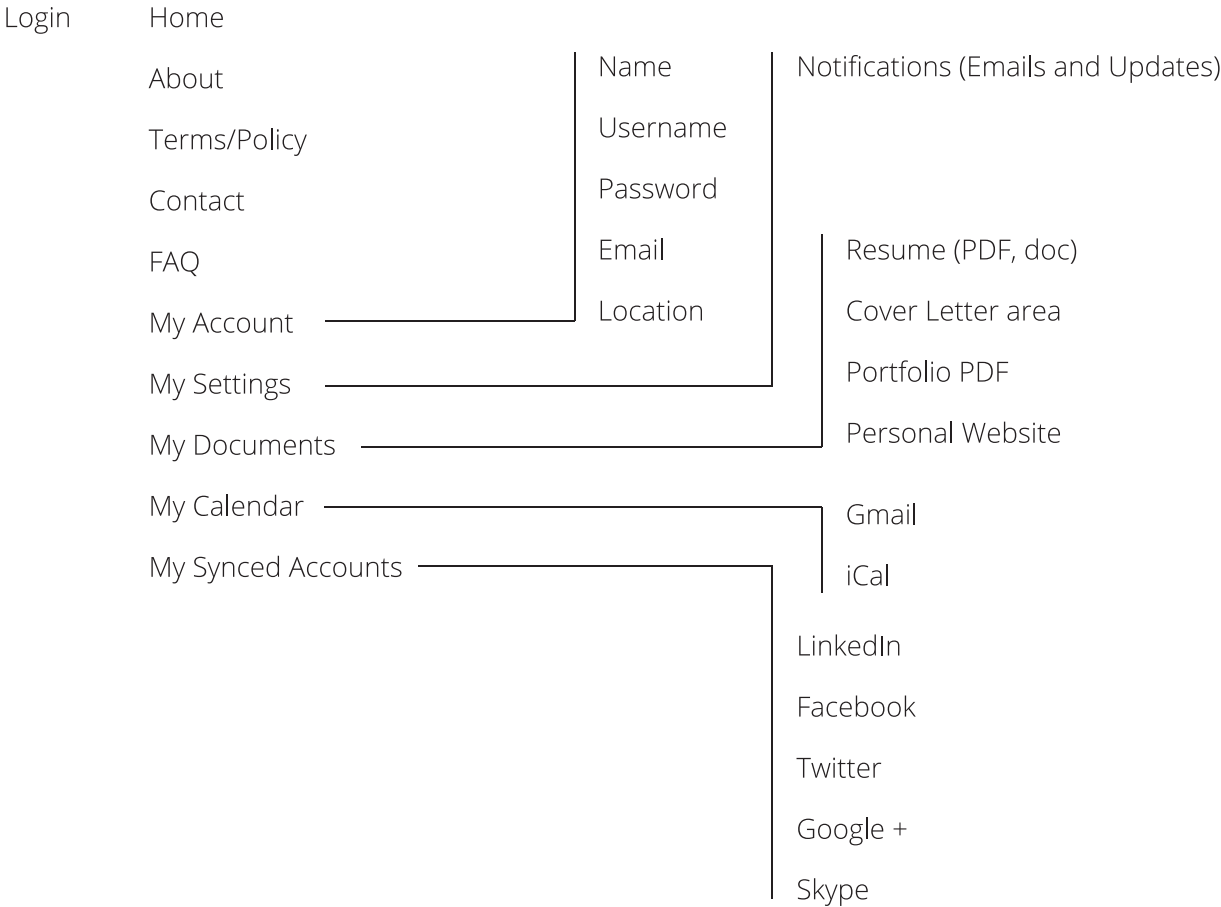 Login
Home
About
Terms/Policy
Contact
FAQ
My Account
My Settings
My Documents
My Calendar
My Synced Accounts
Name
Username
Password
Email
Location
Notifications (Emails and Updates)
Resume (PDF, doc)
Cover Letter area
Portfolio PDF
Personal Website
Gmail
iCal
LinkedIn
Facebook
Twitter
Google +
Skype